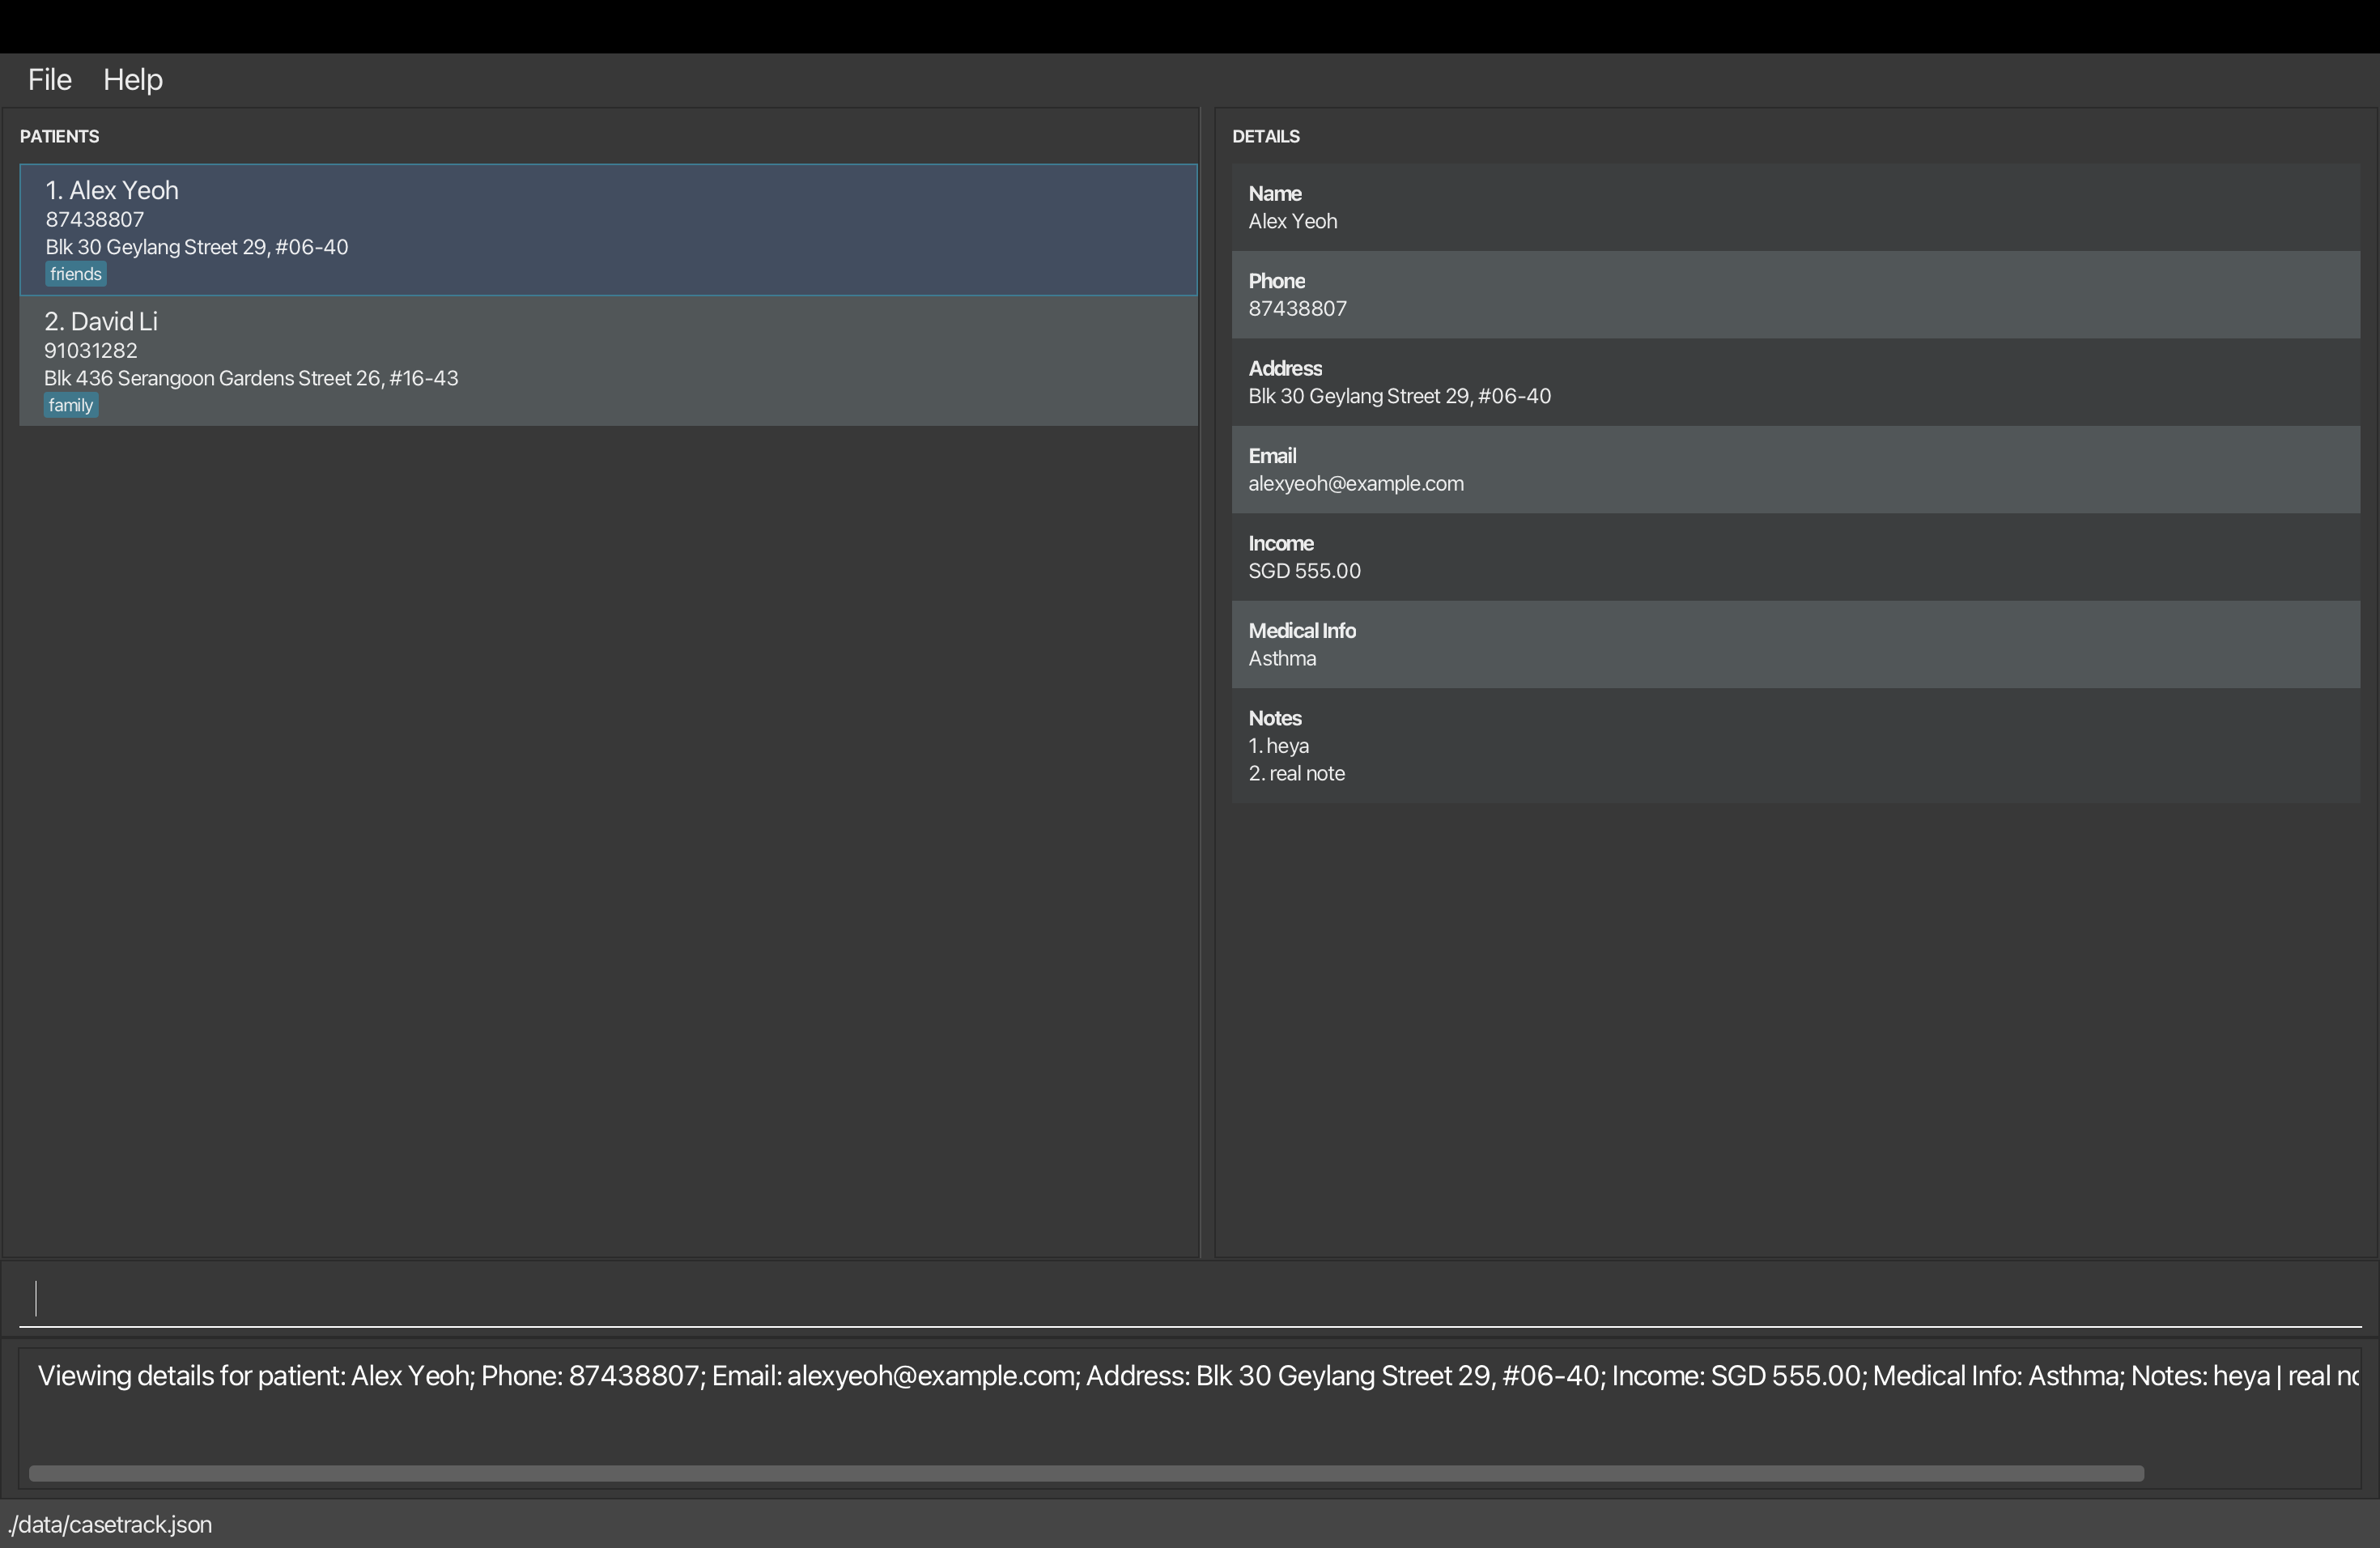 File Help
PATIENTS
1. Alex Yeoh
87438807
Blk 30 Geylang Street 29, #06-40
friends
2. David Li
91031282
Blk 436 Serangoon Gardens Street 26, #16-43
family
DETAILS
Name
Alex Yeoh
Phone
87438807
Address
Blk 30 Geylang Street 29, #06-40
Email
alexyeoh@example.com
Income
SGD 555.00
Medical Info
Asthma
Notes
1. heya
2. real note
Viewing details for patient: Alex Yeoh; Phone: 87438807; Email: alexyeoh@example.com; Address: Blk 30 Geylang Street 29, #06-40; Income: SGD 555.00; Medical Info: Asthma; Notes: heya | real
./data/casetrack.json